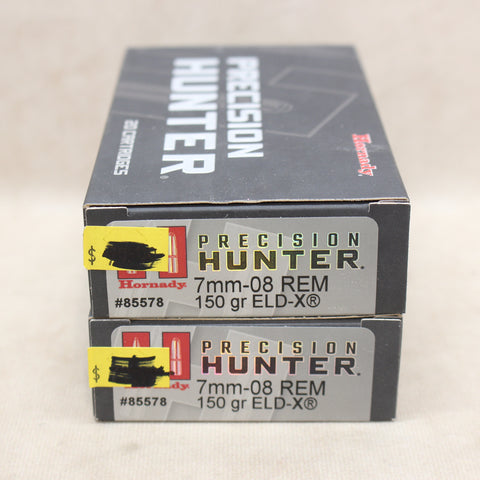 PRECISION
HUNTER®
20 CARTRIDGES
Hornady
$
PRECISION
HUNTER®
Hornady
7mm-08 REM
#85578
150 gr ELD-X®
$
PRECISION
HUNTER®
dy
7mm-08 REM
#85578
150 gr ELD-X®